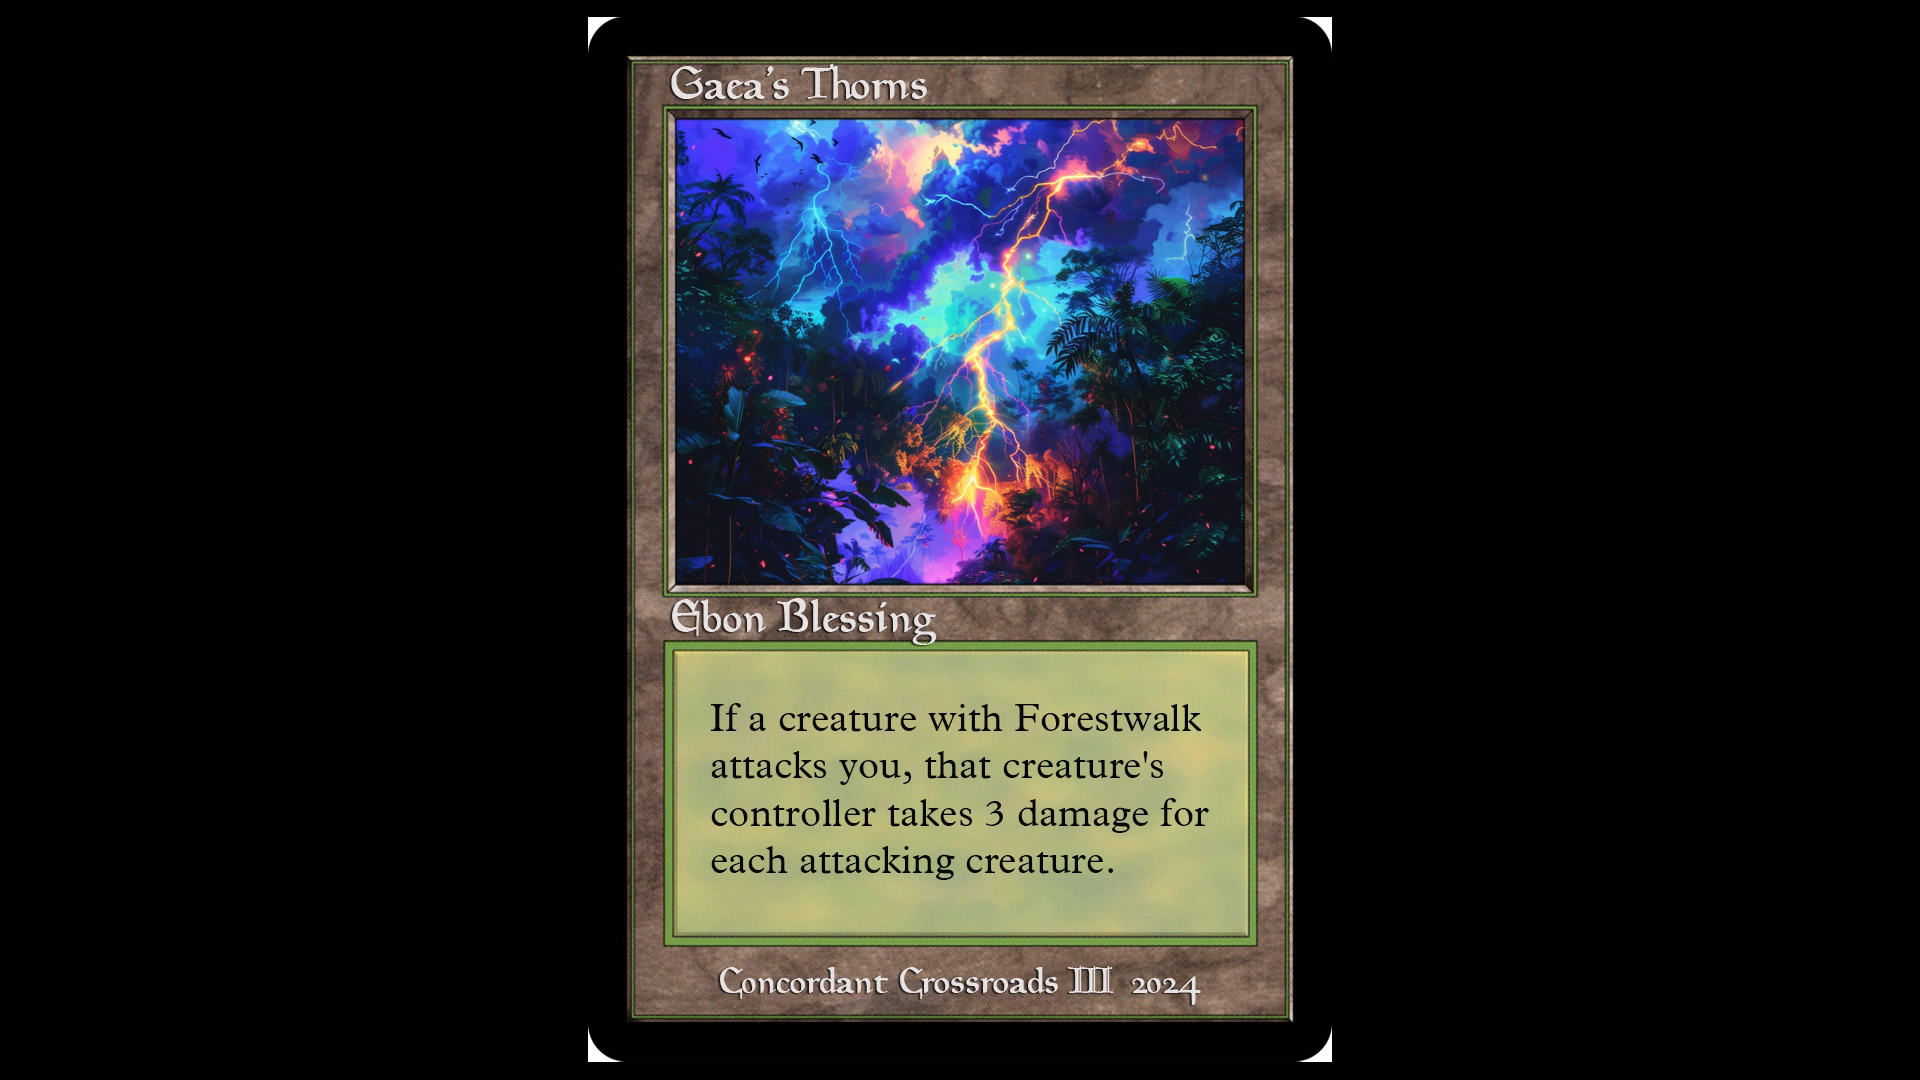 Gaea's Thorns
Ebon Blessing
If a creature with Forestwalk
attacks you, that creature's
controller takes 3 damage for
each attacking creature.
Concordant Crossroads III 2024